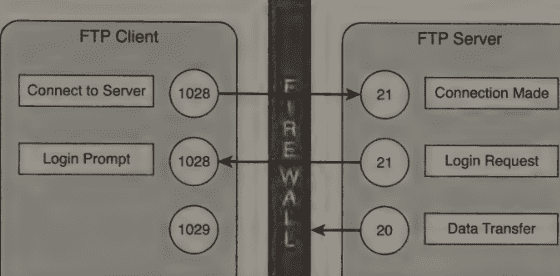 FTP Client
FTP Server
Connect to Server
1028
21
Connection Made
Login Prompt
1028
21
Login Request
1029
20
Data Transfer
FIREWALL